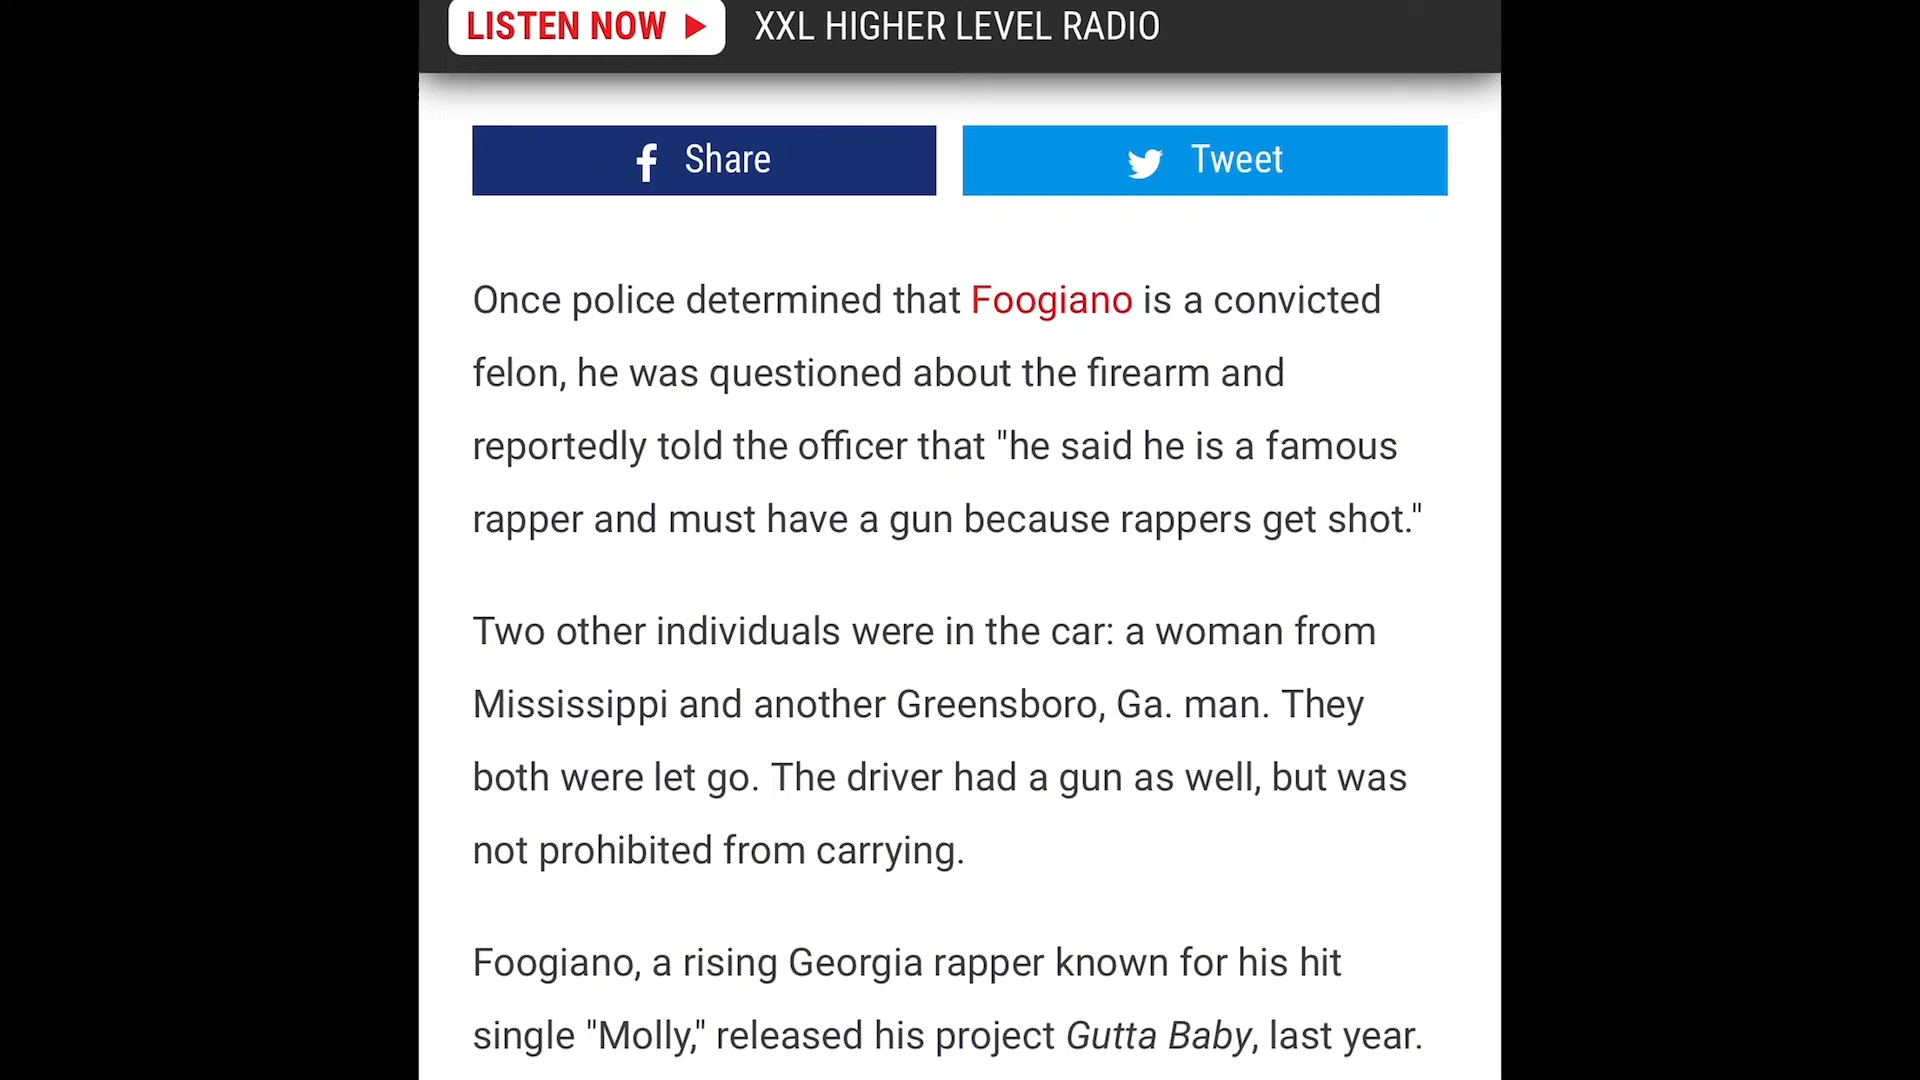 LISTEN NOW XXL HIGHER LEVEL RADIO
Share Tweet
Once police determined that Foogiano is a convicted
felon, he was questioned about the firearm and
reportedly told the officer that "he said he is a famous
rapper and must have a gun because rappers get shot."
Two other individuals were in the car: a woman from
Mississippi and another Greensboro, Ga. man. They
both were let go. The driver had a gun as well, but was
not prohibited from carrying.
Foogiano, a rising Georgia rapper known for his hit
single "Molly," released his project Gutta Baby, last year.